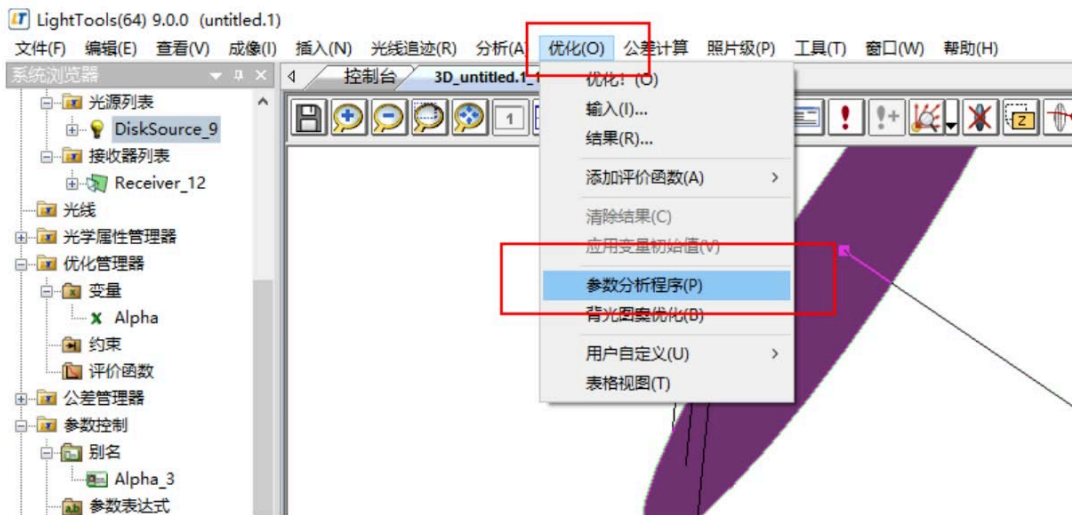 LightTools(64) 9.0.0 (untitled.1)
文件(F) 编辑(E) 查看(V) 成像(I) 插入(N) 光线追迹(R) 分析(A) 优化(O) 公差计算 照片级(P) 工具(T) 窗口(W) 帮助(H)
系统浏览器
控制台 3D_untitled.1_1
光源列表
DiskSource_9
接收器列表
Receiver_12
光线
光学属性管理器
优化管理器
变量
Alpha
约束
评价函数
公差管理器
参数控制
别名
Alpha_3
参数表达式
优化! (O)
输入(I)...
结果(R)...
添加评价函数(A)
清除结果(C)
应用变量初始值(V)
参数分析程序(P)
背光图案优化(B)
用户自定义(U)
表格视图(T)
1
Z